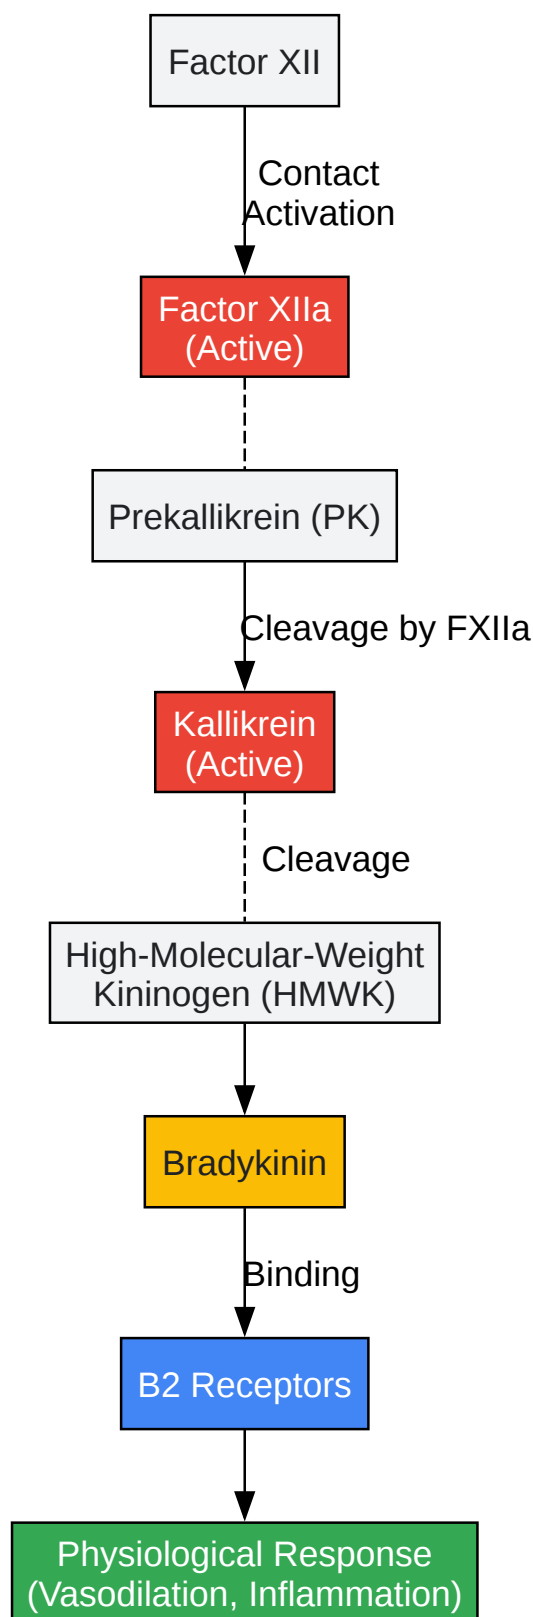 Factor XII
Contact
Activation
Factor XIIa
(Active)
Prekallikrein (PK)
Cleavage by FXIIa
Kallikrein
(Active)
Cleavage
High-Molecular-Weight
Kininogen (HMWK)
Bradykinin
Binding
B2 Receptors
Physiological Response
(Vasodilation, Inflammation)